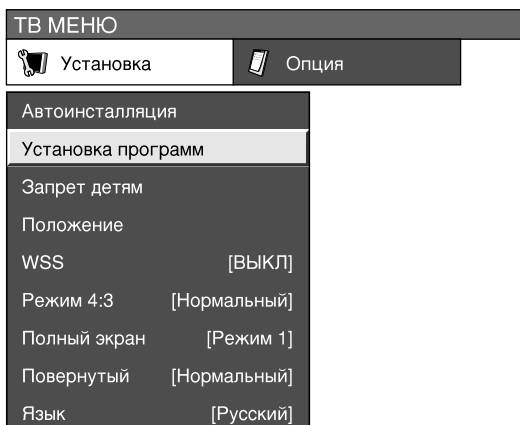 ТВ МЕНЮ
Установка Опция
Автоинсталляция
Установка программ
Запрет детям
Положение
WSS [ВЫКЛ]
Режим 4:3 [Нормальный]
Полный экран [Режим 1]
Повернутый [Нормальный]
Язык [Русский]